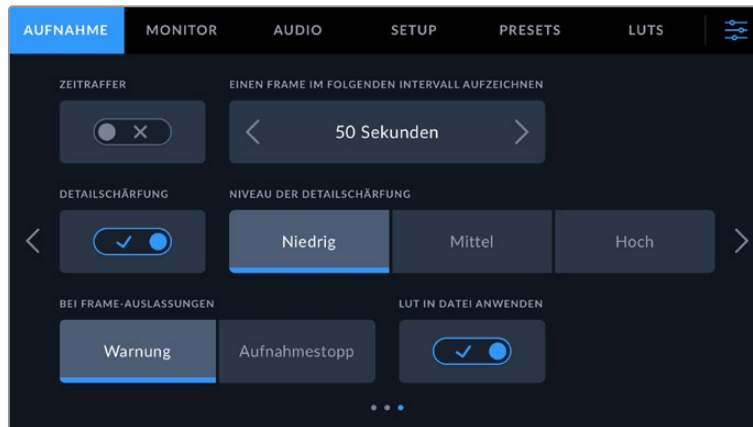 AUFNAHME MONITOR AUDIO SETUP PRESETS LUTS
ZEITRAFFER EINEN FRAME IM FOLGENDEN INTERVALL AUFZEICHNEN
50 Sekunden
DETAILSCHÄRFUNG NIVEAU DER DETAILSCHÄRFUNG
Niedrig Mittel Hoch
BEI FRAME-AUSLASSUNGEN LUT IN DATEI ANWENDEN
Warnung Aufnahmestopp